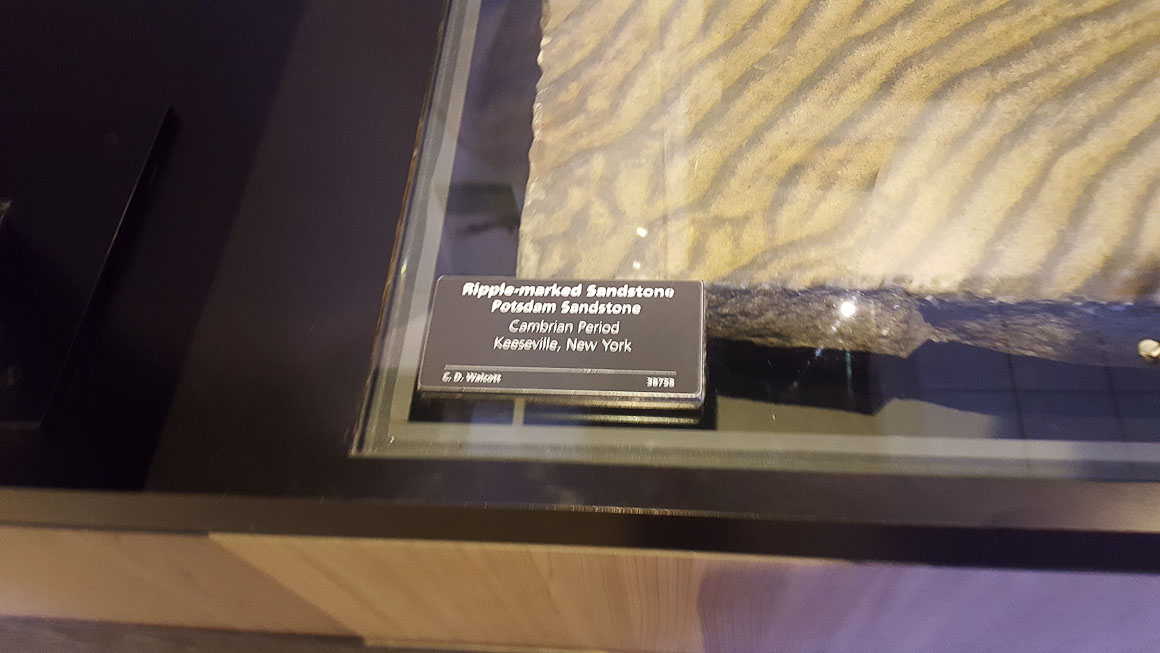 Ripple-marked Sandstone
Potsdam Sandstone
Cambrian Period
Keeseville, New York
C. D. Walcott 38758